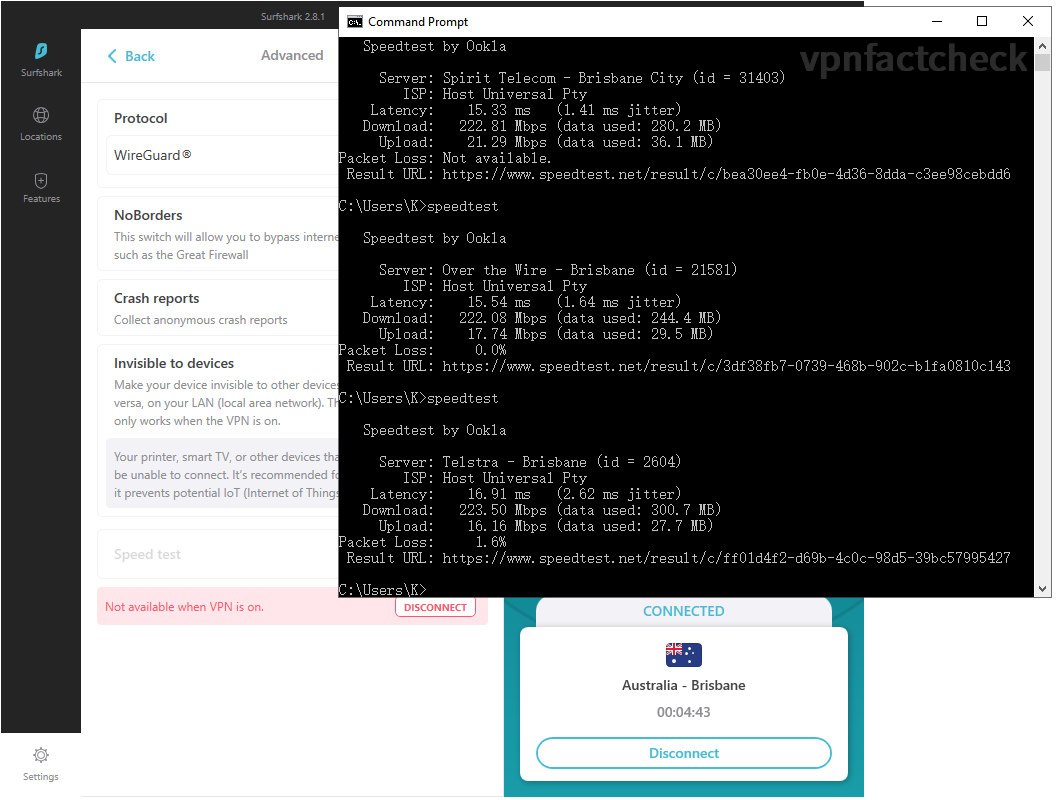 Surfshark 2.8.1
Surfshark
Locations
Features
Settings
Back
Advanced
Protocol
WireGuard®
NoBorders
This switch will allow you to bypass interne
such as the Great Firewall
Crash reports
Collect anonymous crash reports
Invisible to devices
Make your device invisible to other devices
versa, on your LAN (local area network). Th
only works when the VPN is on.
Your printer, smart TV, or other devices tha
be unable to connect. It's recommended fo
it prevents potential IoT (Internet of Things
Speed test
Not available when VPN is on.
DISCONNECT
Command Prompt
vpnfactcheck
Speedtest by Ookla
Server: Spirit Telecom - Brisbane City (id = 31403)
ISP: Host Universal Pty
Latency: 15.33 ms (1.41 ms jitter)
Download: 222.81 Mbps (data used: 280.2 MB)
Upload: 21.29 Mbps (data used: 36.1 MB)
Packet Loss: Not available.
Result URL: https://www.speedtest.net/result/c/bea30ee4-fb0e-4d36-8dda-c3ee98cebdd6
C:\Users\K>speedtest
Speedtest by Ookla
Server: Over the Wire - Brisbane (id = 21581)
ISP: Host Universal Pty
Latency: 15.54 ms (1.64 ms jitter)
Download: 222.08 Mbps (data used: 244.4 MB)
Upload: 17.74 Mbps (data used: 29.5 MB)
Packet Loss: 0.0%
Result URL: https://www.speedtest.net/result/c/3df38fb7-0739-468b-902c-b1fa0810c143
C:\Users\K>speedtest
Speedtest by Ookla
Server: Telstra - Brisbane (id = 2604)
ISP: Host Universal Pty
Latency: 16.91 ms (2.62 ms jitter)
Download: 223.50 Mbps (data used: 300.7 MB)
Upload: 16.16 Mbps (data used: 27.7 MB)
Packet Loss: 1.6%
Result URL: https://www.speedtest.net/result/c/ff01d4f2-d69b-4c0c-98d5-39bc57995427
C:\Users\K>
CONNECTED
Australia - Brisbane
00:04:43
Disconnect